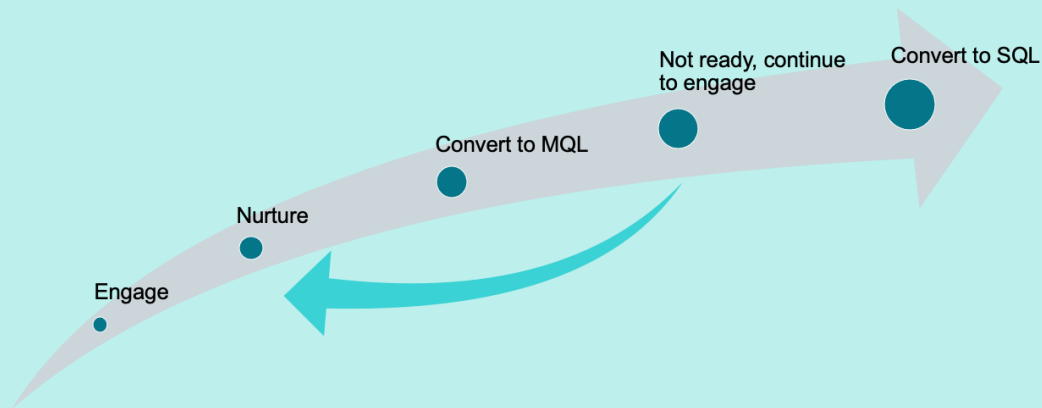 Engage
Nurture
Convert to MQL
Not ready, continue
to engage
Convert to SQL